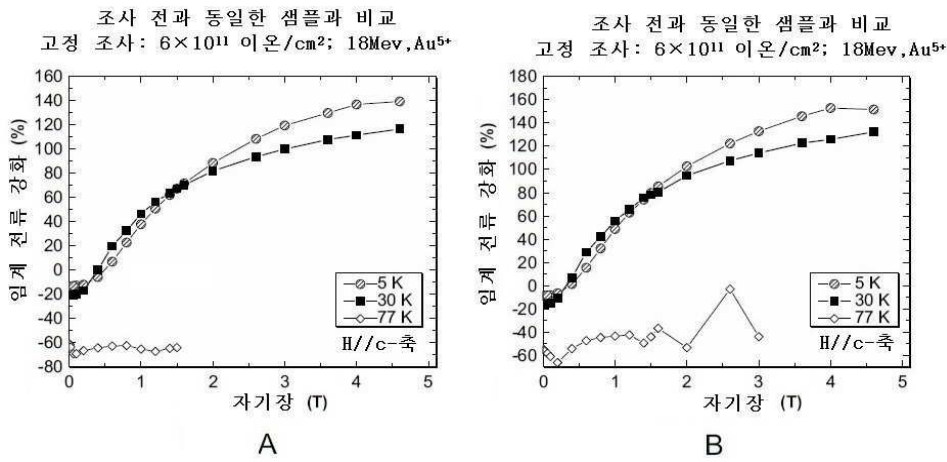 조사 전과 동일한 샘플과 비교
고정 조사: 6×10¹¹ 이온/cm²; 18Mev,Au⁵⁺
임계 전류 강화 (%)
160
140
120
100
80
60
40
20
0
-20
-40
-60
-80
5 K
30 K
77 K
H//c-축
0 1 2 3 4 5
자기장 (T)
A
조사 전과 동일한 샘플과 비교
고정 조사: 6×10¹¹ 이온/cm²; 18Mev,Au⁵⁺
임계 전류 강화 (%)
180
160
140
120
100
80
60
40
20
0
-20
-40
-60
5 K
30 K
77 K
H//c-축
0 1 2 3 4 5
자기장 (T)
B